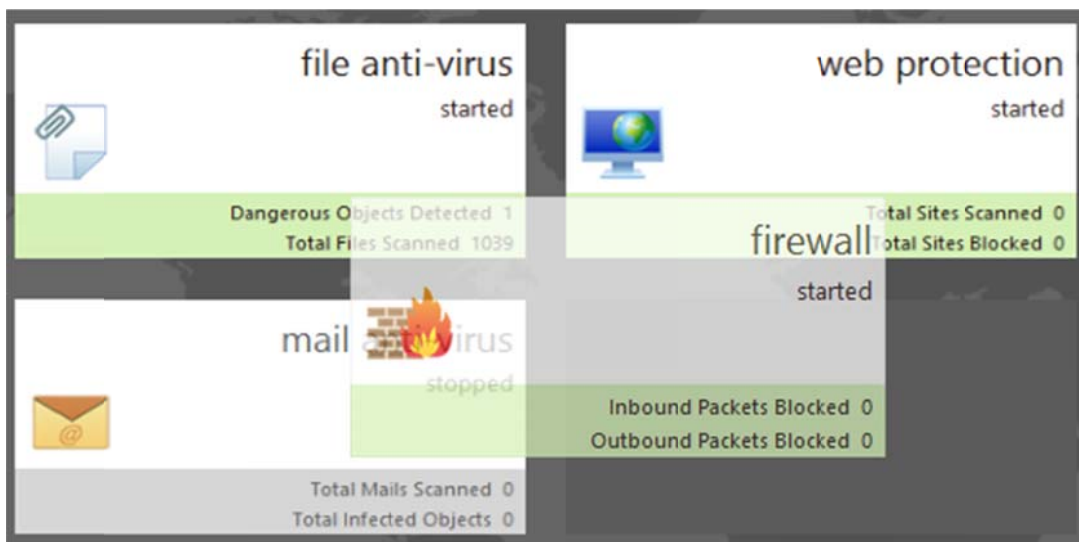 file anti-virus
started
Dangerous Objects Detected 1
Total Files Scanned 1039
web protection
started
Total Sites Scanned 0
Total Sites Blocked 0
firewall
started
Inbound Packets Blocked 0
Outbound Packets Blocked 0
mail anti-virus
stopped
Total Mails Scanned 0
Total Infected Objects 0